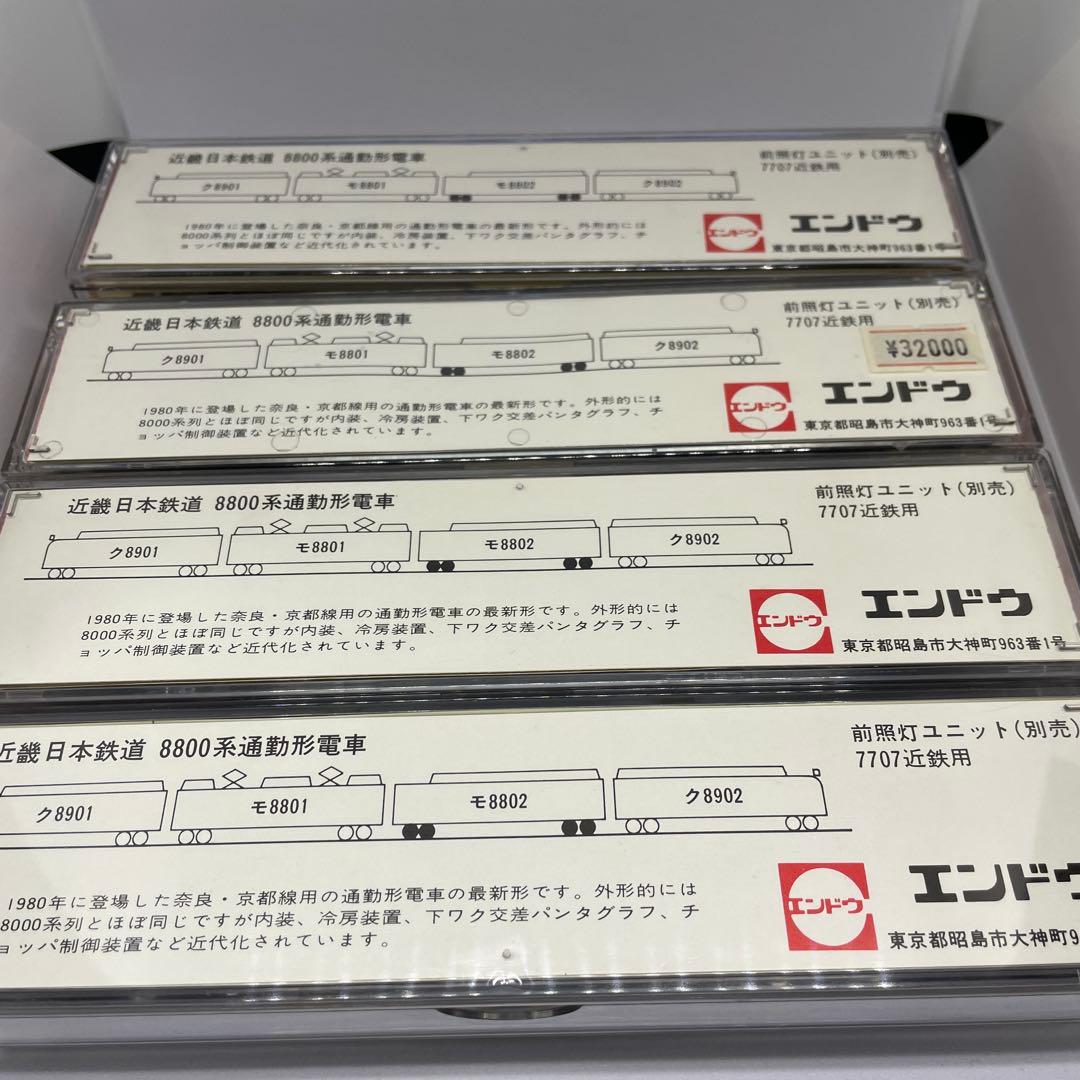 近畿日本鉄道 8800系通勤形電車
前照灯ユニット(別売)
7707近鉄用
ク8901
モ8801
モ8802
ク8902
1980年に登場した奈良・京都線用の通勤形電車の最新形です。外形的には
8000系列とほぼ同じですが内装、冷房装置、下ワク交差パンタグラフ、チ
ョッパ制御装置など近代化されています。
エンドウ
エンドウ
東京都昭島市大神町963番1号
近畿日本鉄道 8800系通勤形電車
前照灯ユニット(別売)
7707近鉄用
¥32000
ク8901
モ8801
モ8802
ク8902
1980年に登場した奈良・京都線用の通勤形電車の最新形です。外形的には
8000系列とほぼ同じですが内装、冷房装置、下ワク交差パンタグラフ、チ
ョッパ制御装置など近代化されています。
エンドウ
エンドウ
東京都昭島市大神町963番1号
近畿日本鉄道 8800系通勤形電車
前照灯ユニット(別売)
7707近鉄用
ク8901
モ8801
モ8802
ク8902
1980年に登場した奈良・京都線用の通勤形電車の最新形です。外形的には
8000系列とほぼ同じですが内装、冷房装置、下ワク交差パンタグラフ、チ
ョッパ制御装置など近代化されています。
エンドウ
エンドウ
東京都昭島市大神町963番1号
近畿日本鉄道 8800系通勤形電車
前照灯ユニット(別売)
7707近鉄用
ク8901
モ8801
モ8802
ク8902
1980年に登場した奈良・京都線用の通勤形電車の最新形です。外形的には
8000系列とほぼ同じですが内装、冷房装置、下ワク交差パンタグラフ、チ
ョッパ制御装置など近代化されています。
エンドウ
エンドウ
東京都昭島市大神町9